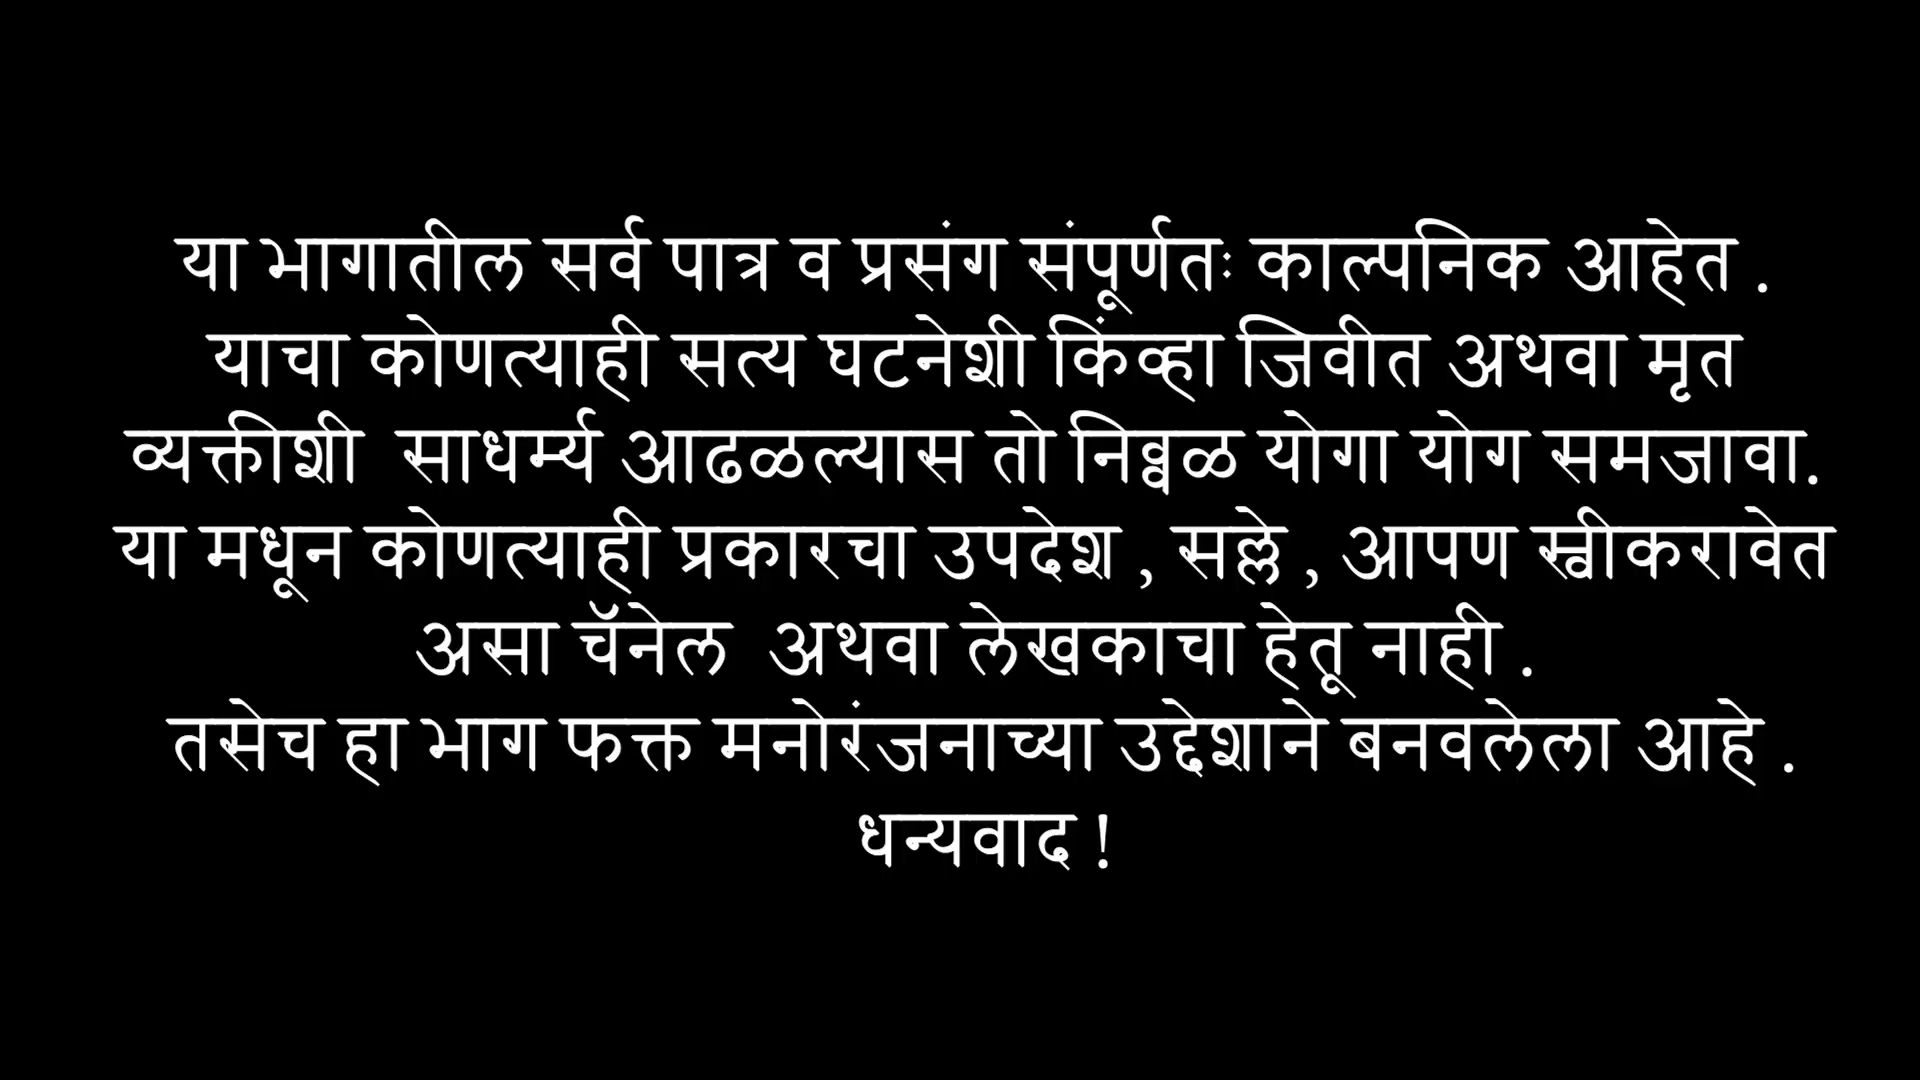 या भागातील सर्व पात्र व प्रसंग संपूर्णतः काल्पनिक आहेत .
याचा कोणत्याही सत्य घटनेशी किंव्हा जिवीत अथवा मृत
व्यक्तीशी  साधर्म्य आढळल्यास तो निव्वळ योगा योग समजावा.
या मधून कोणत्याही प्रकारचा उपदेश , सल्ले , आपण स्वीकरावेत
असा चॅनेल  अथवा लेखकाचा हेतू नाही .
तसेच हा भाग फक्त मनोरंजनाच्या उद्देशाने बनवलेला आहे .
धन्यवाद !